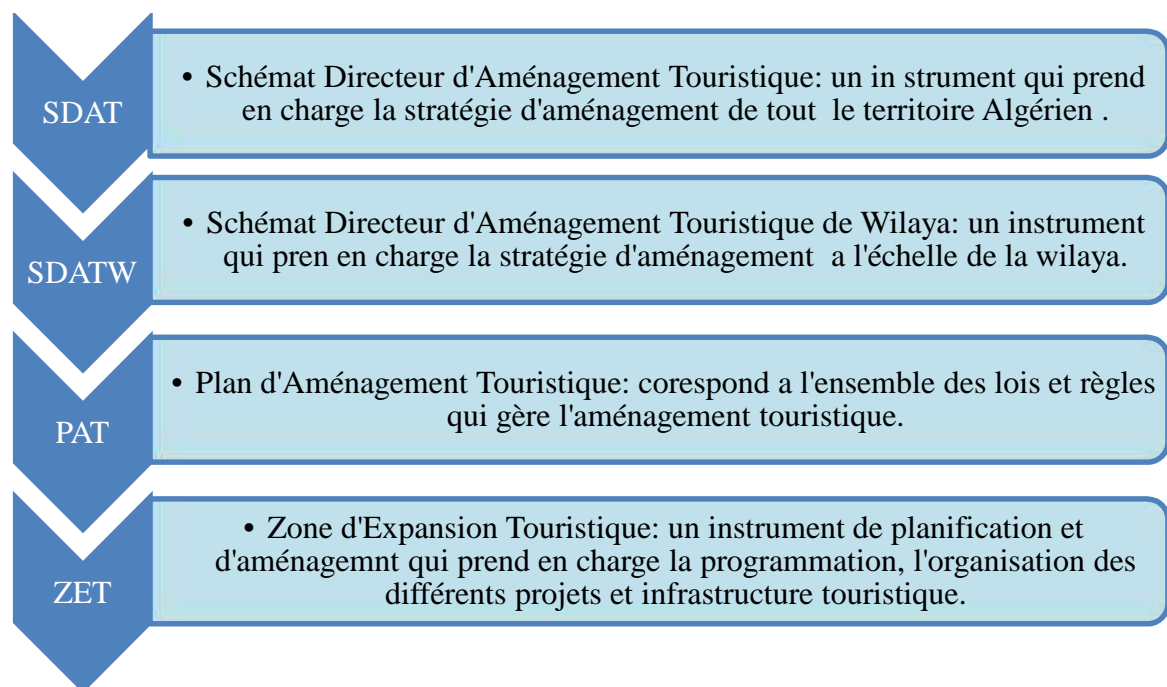 SDAT
• Schémat Directeur d'Aménagement Touristique: un in strument qui prend
en charge la stratégie d'aménagement de tout le territoire Algérien .
SDATW
• Schémat Directeur d'Aménagement Touristique de Wilaya: un instrument
qui pren en charge la stratégie d'aménagement a l'échelle de la wilaya.
PAT
• Plan d'Aménagement Touristique: corespond a l'ensemble des lois et règles
qui gère l'aménagement touristique.
ZET
• Zone d'Expansion Touristique: un instrument de planification et
d'aménagemnt qui prend en charge la programmation, l'organisation des
différents projets et infrastructure touristique.